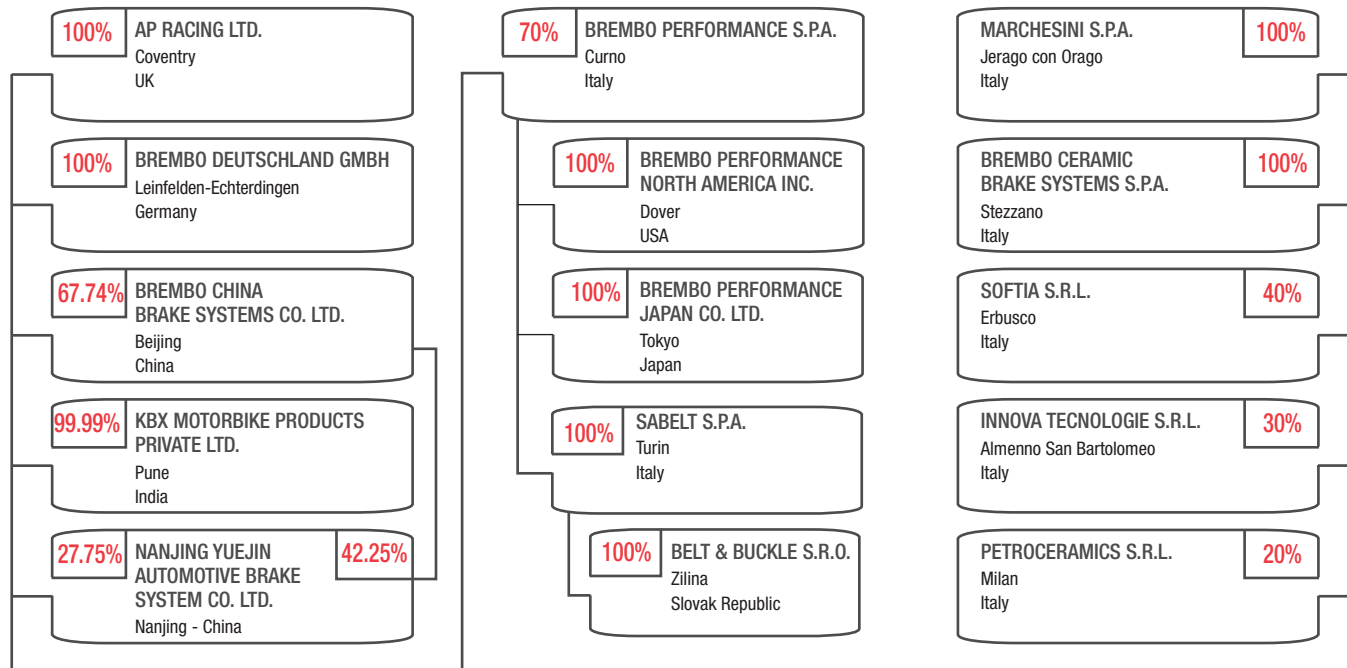 100%
AP RACING LTD.
Coventry
UK
100%
BREMBO DEUTSCHLAND GMBH
Leinfelden-Echterdingen
Germany
67.74%
BREMBO CHINA
BRAKE SYSTEMS CO. LTD.
Beijing
China
99.99%
KBX MOTORBIKE PRODUCTS
PRIVATE LTD.
Pune
India
27.75%
NANJING YUEJIN
AUTOMOTIVE BRAKE
SYSTEM CO. LTD.
Nanjing - China
42.25%
70%
BREMBO PERFORMANCE S.P.A.
Curno
Italy
100%
BREMBO PERFORMANCE
NORTH AMERICA INC.
Dover
USA
100%
BREMBO PERFORMANCE
JAPAN CO. LTD.
Tokyo
Japan
100%
SABELT S.P.A.
Turin
Italy
100%
BELT & BUCKLE S.R.O.
Zilina
Slovak Republic
MARCHESINI S.P.A.
Jerago con Orago
Italy
100%
BREMBO CERAMIC
BRAKE SYSTEMS S.P.A.
Stezzano
Italy
100%
SOFTIA S.R.L.
Erbusco
Italy
40%
INNOVA TECNOLOGIE S.R.L.
Almenno San Bartolomeo
Italy
30%
PETROCERAMICS S.R.L.
Milan
Italy
20%